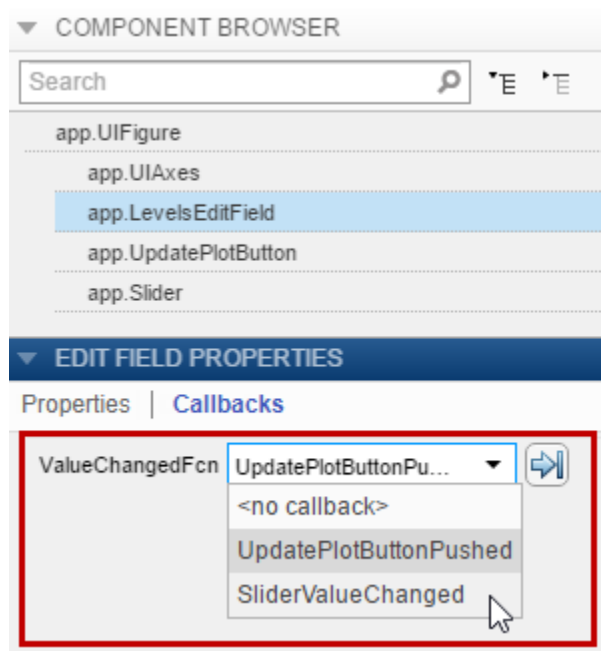 COMPONENT BROWSER
Search
app.UIFigure
app.UIAxes
app.LevelsEditField
app.UpdatePlotButton
app.Slider
EDIT FIELD PROPERTIES
Properties | Callbacks
ValueChangedFcn UpdatePlotButtonPu...
<no callback>
UpdatePlotButtonPushed
SliderValueChanged